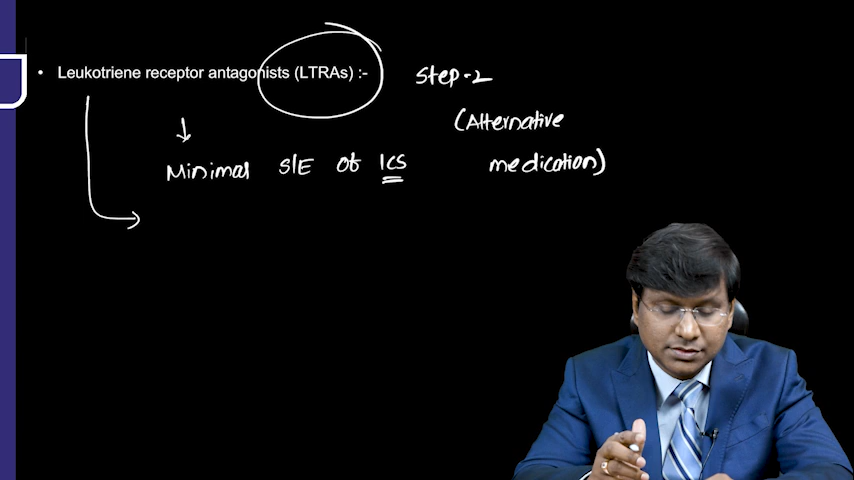 • Leukotriene receptor antagonists (LTRAs) :- Step-2
(Alternative
Minimal S/E of ICS medication)